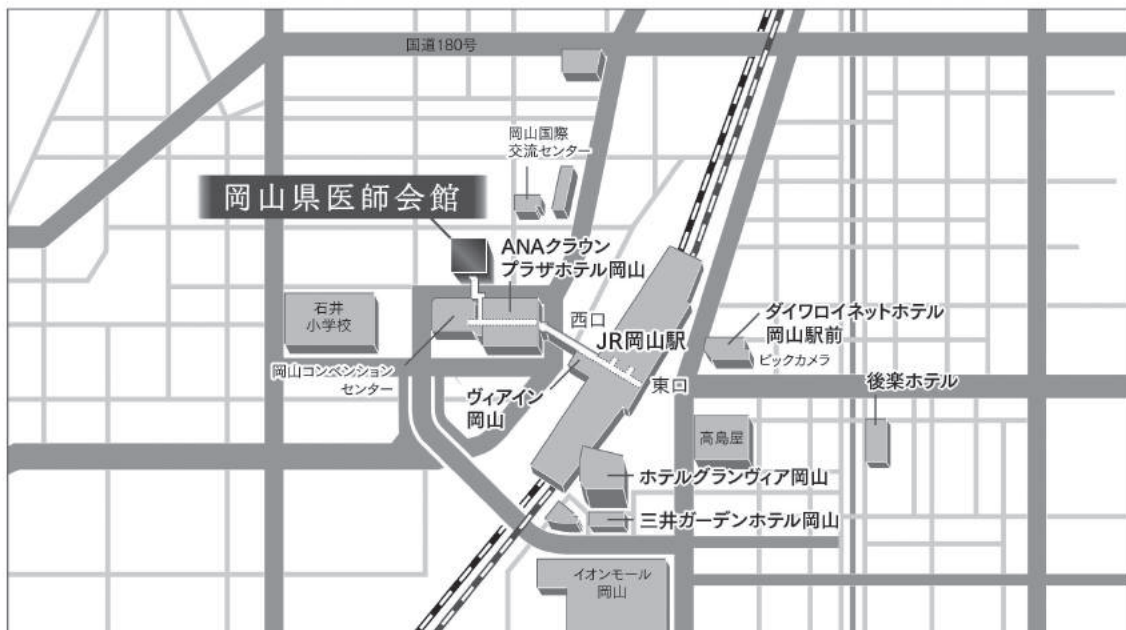 国道180号
岡山国際
交流センター
岡山県医師会館
ANAクラウン
プラザホテル岡山
石井
小学校
西口
JR岡山駅
ダイワロイネットホテル
岡山駅前
ビックカメラ
岡山コンベンション
センター
ヴィアイン
岡山
東口
後楽ホテル
高島屋
ホテルグランヴィア岡山
三井ガーデンホテル岡山
イオンモール
岡山